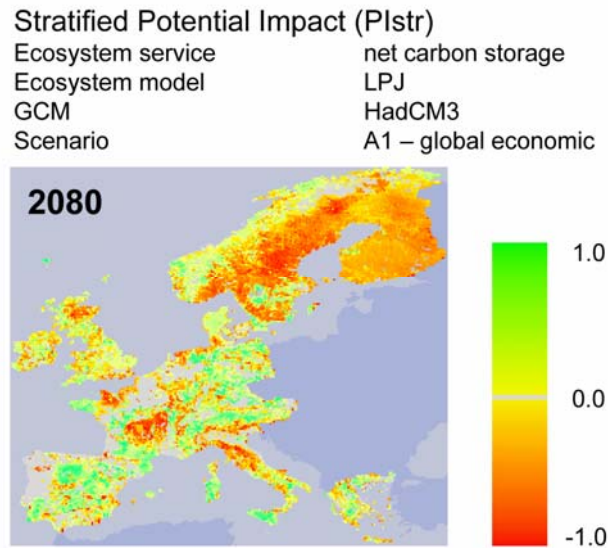 Stratified Potential Impact (PIstr)
Ecosystem service net carbon storage
Ecosystem model LPJ
GCM HadCM3
Scenario A1 – global economic
2080
1.0
0.0
-1.0